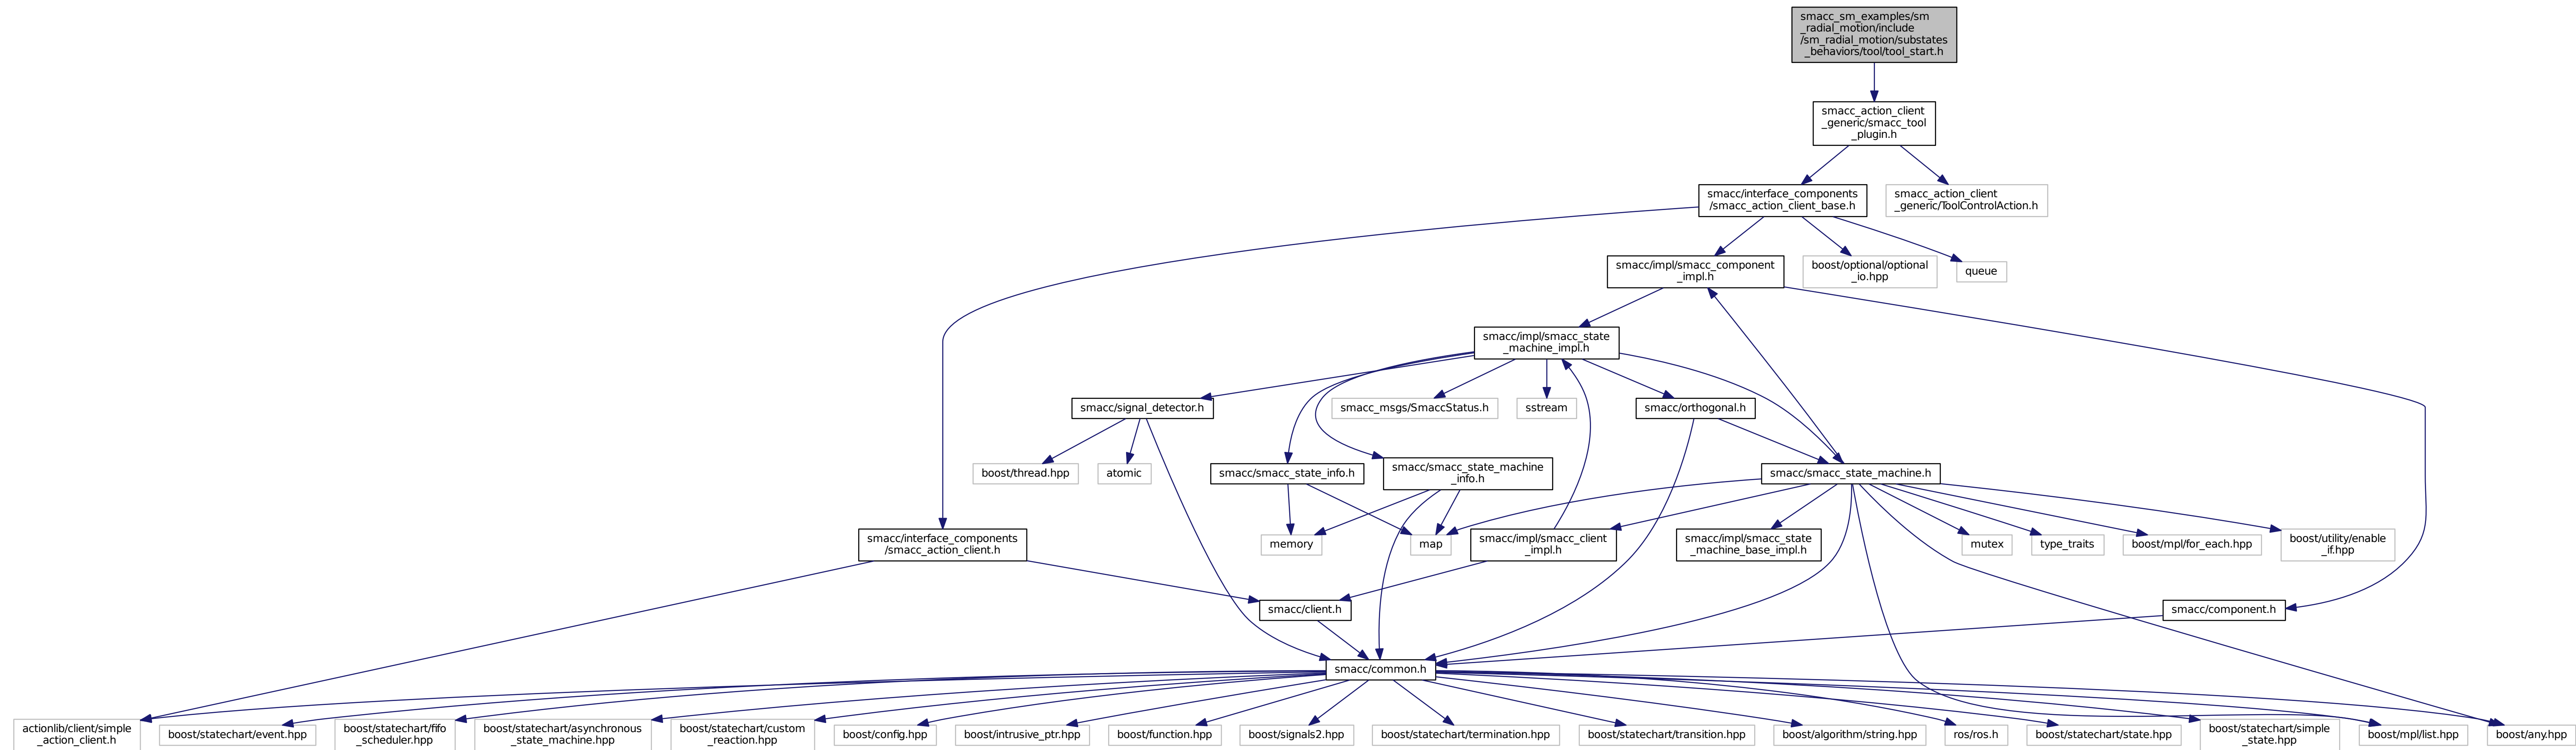 smacc_sm_examples/sm
_radial_motion/include
/sm_radial_motion/substates
_behaviors/tool/tool_start.h
smacc_action_client
_generic/smacc_tool
_plugin.h
smacc/interface_components
/smacc_action_client_base.h
smacc_action_client
_generic/ToolControlAction.h
smacc/impl/smacc_component
_impl.h
boost/optional/optional
_io.hpp
queue
smacc/impl/smacc_state
_machine_impl.h
smacc/signal_detector.h
smacc_msgs/SmaccStatus.h
sstream
smacc/orthogonal.h
boost/thread.hpp
atomic
smacc/smacc_state_info.h
smacc/smacc_state_machine
_info.h
smacc/smacc_state_machine.h
smacc/interface_components
/smacc_action_client.h
memory
map
smacc/impl/smacc_client
_impl.h
smacc/impl/smacc_state
_machine_base_impl.h
mutex
type_traits
boost/mpl/for_each.hpp
boost/utility/enable
_if.hpp
smacc/client.h
smacc/component.h
smacc/common.h
actionlib/client/simple
_action_client.h
boost/statechart/event.hpp
boost/statechart/fifo
_scheduler.hpp
boost/statechart/asynchronous
_state_machine.hpp
boost/statechart/custom
_reaction.hpp
boost/config.hpp
boost/intrusive_ptr.hpp
boost/function.hpp
boost/signals2.hpp
boost/statechart/termination.hpp
boost/statechart/transition.hpp
boost/algorithm/string.hpp
ros/ros.h
boost/statechart/state.hpp
boost/statechart/simple
_state.hpp
boost/mpl/list.hpp
boost/any.hpp